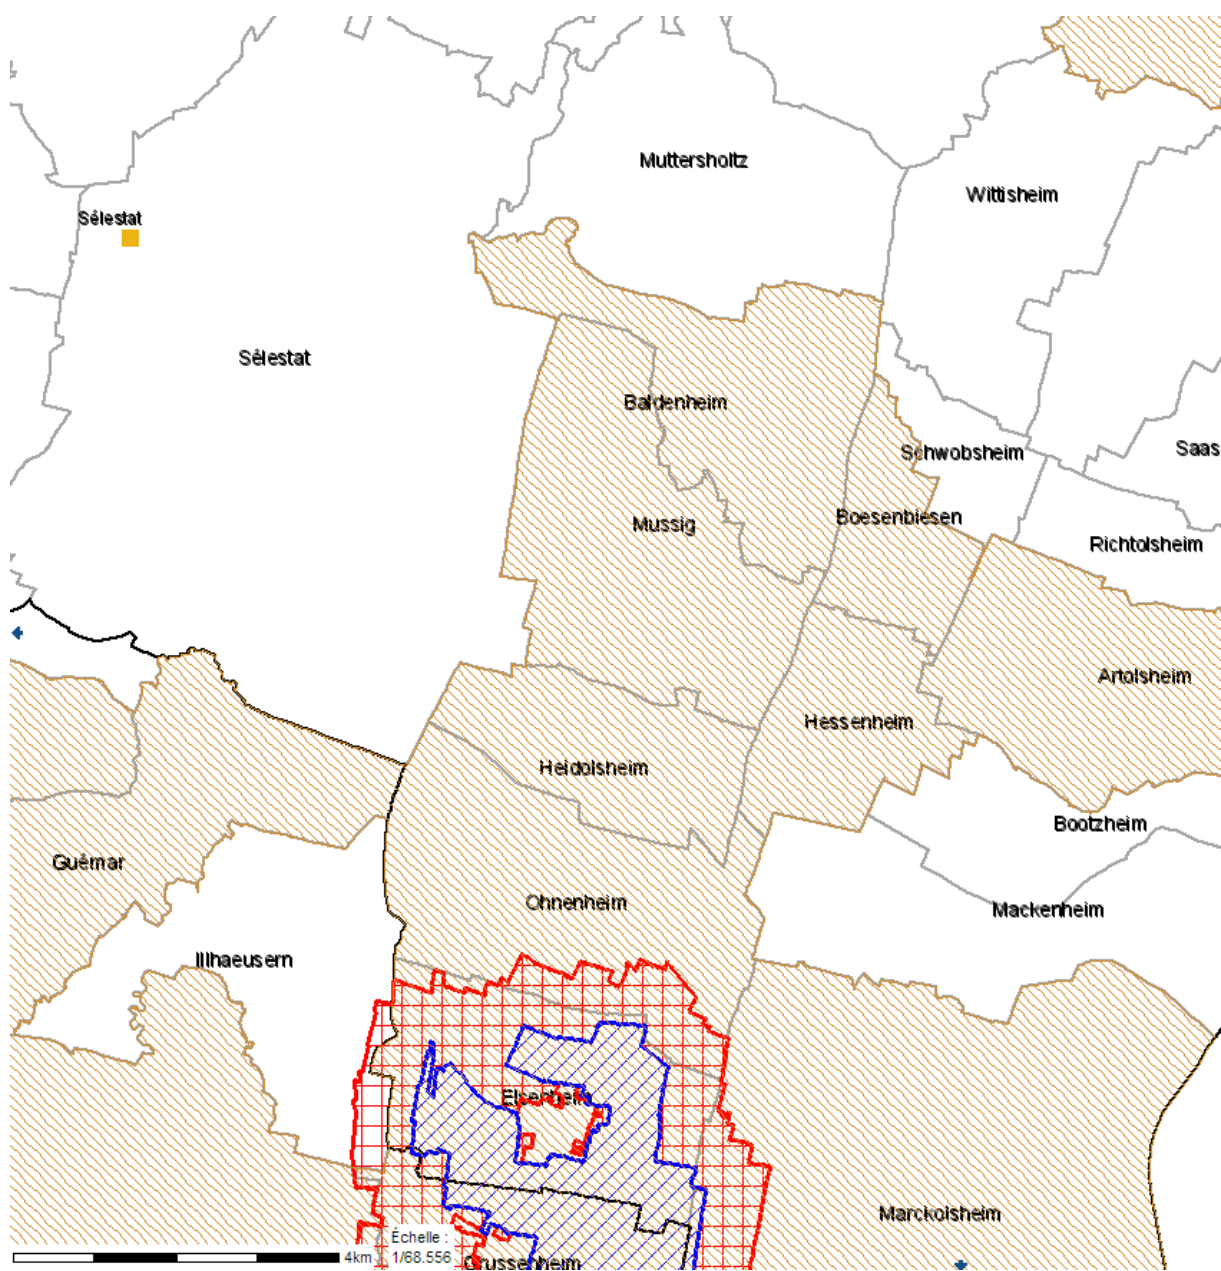 Muttersholtz
Wittisheim
Sélestat
Sélestat
Baldenheim
Schwobsheim
Saas
Mussig
Boesenbiesen
Richtolsheim
Artolsheim
Hessenheim
Heidolsheim
Bootzheim
Guémar
Ohnenheim
Mackenheim
Illhaeusern
Elsenheim
Marckolsheim
Échelle :
4km
1/68.556
Grussenheim